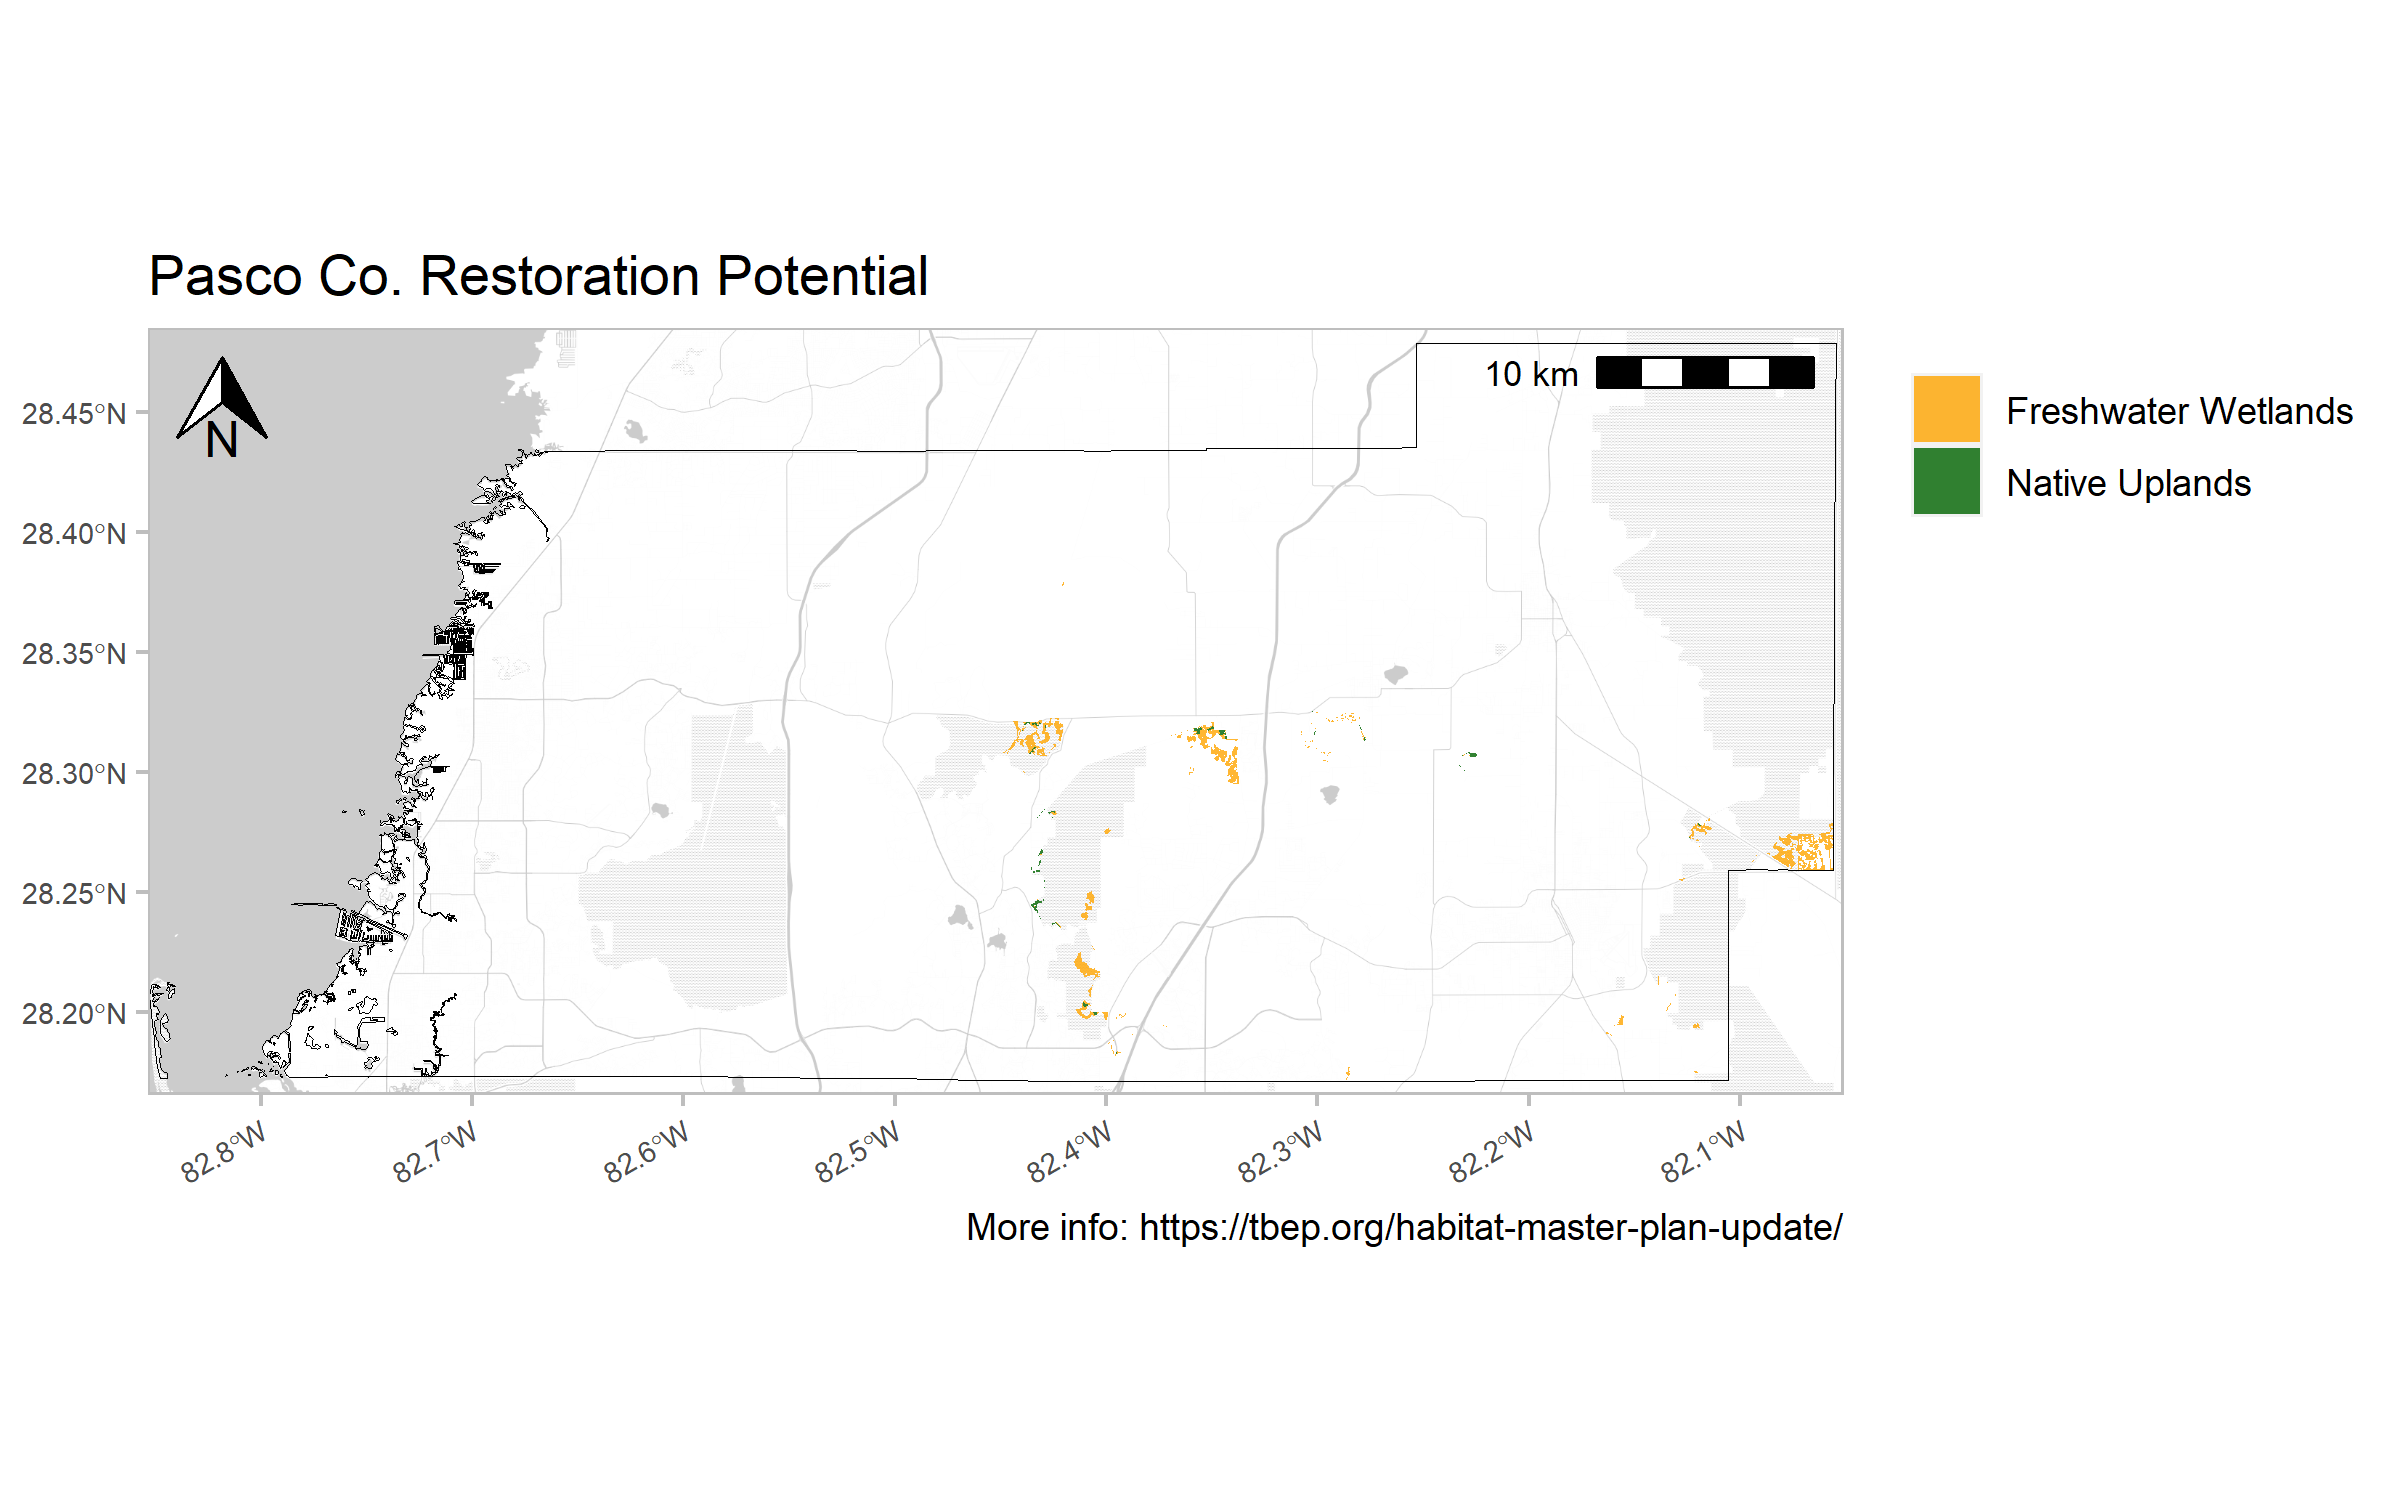 Pasco Co. Restoration Potential
N
10 km
28.45°N
28.40°N
28.35°N
28.30°N
28.25°N
28.20°N
82.8°W
82.7°W
82.6°W
82.5°W
82.4°W
82.3°W
82.2°W
82.1°W
Freshwater Wetlands
Native Uplands
More info: https://tbep.org/habitat-master-plan-update/